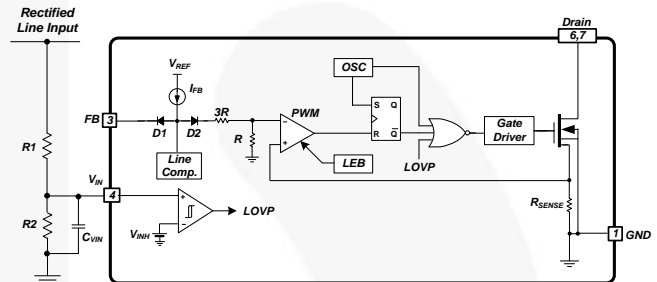 Rectified
Line Input
Drain
6,7
VREF
IFB
OSC
FB 3
D1
D2
3R
R
PWM
S Q
R Q
Gate
Driver
Line
Comp.
LEB
LOVP
R1
VIN
4
LOVP
RSENSE
R2
CVIN
VINH
1 GND